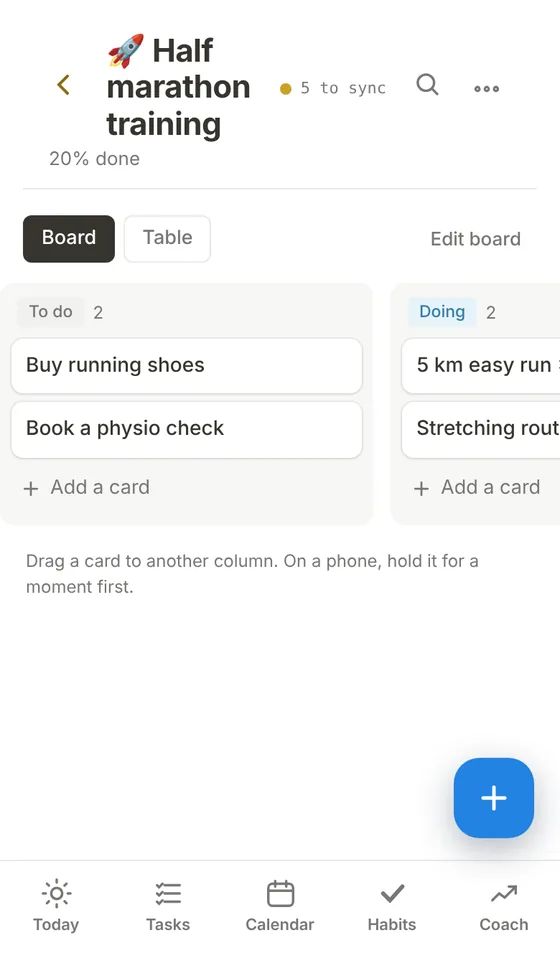 🚀 Half
marathon
training
5 to sync
20% done
Board
Table
Edit board
To do 2
Buy running shoes
Book a physio check
+ Add a card
Doing 2
5 km easy run
Stretching rout
+ Add a card
Drag a card to another column. On a phone, hold it for a
moment first.
Today
Tasks
Calendar
Habits
Coach